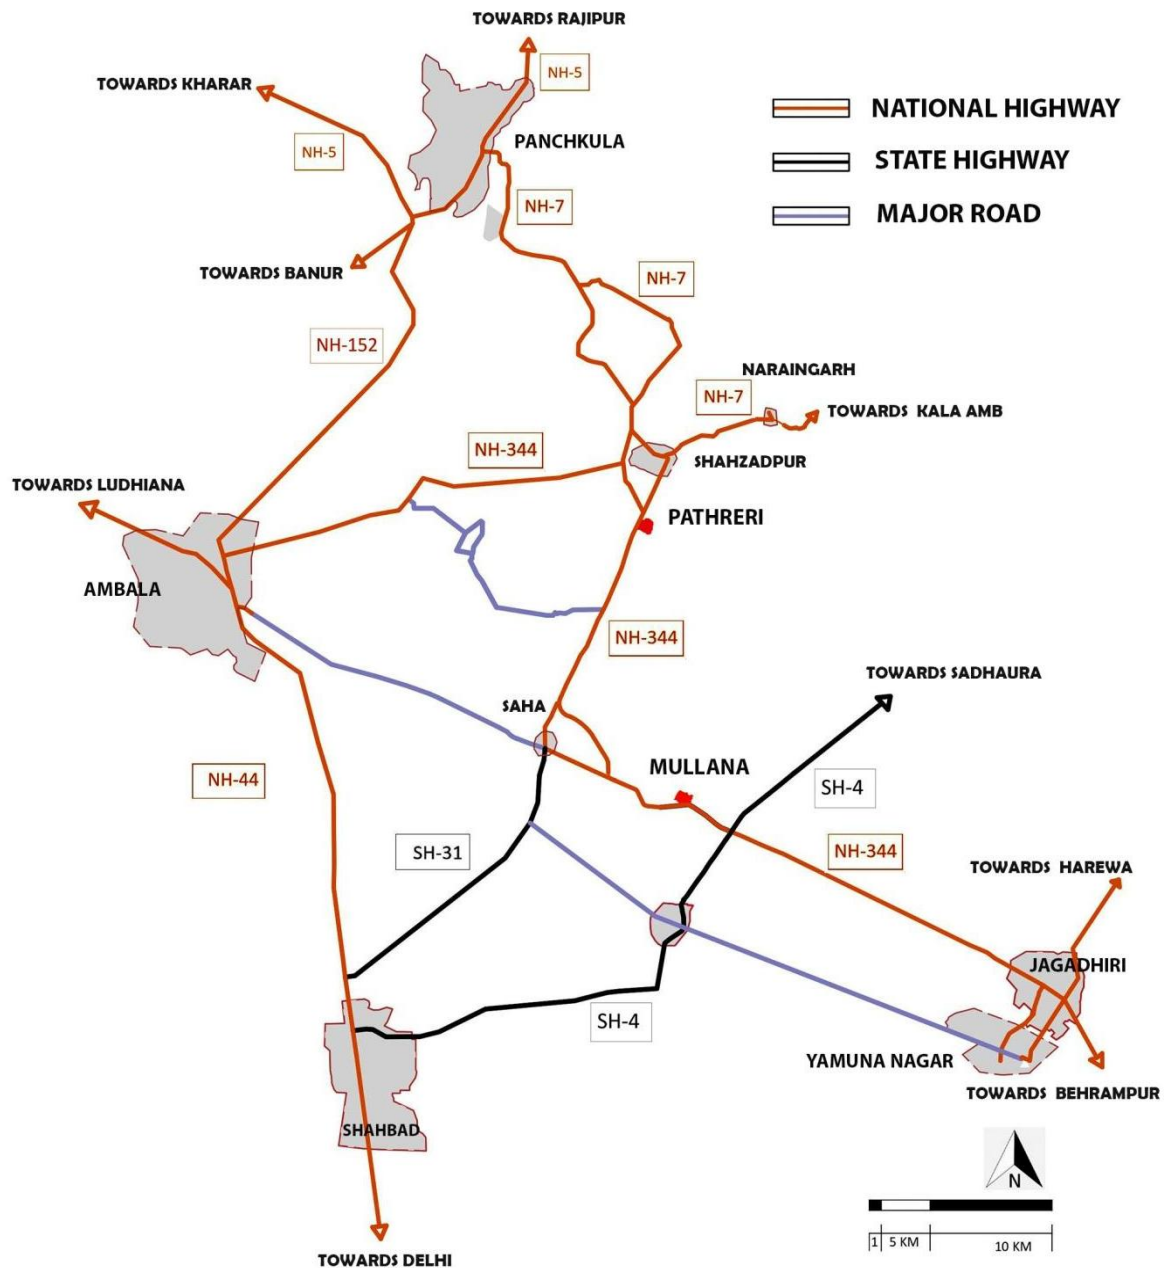 TOWARDS RAJIPUR
NH-5
TOWARDS KHARAR
NATIONAL HIGHWAY
NH-5
PANCHKULA
STATE HIGHWAY
NH-7
MAJOR ROAD
TOWARDS BANUR
NH-7
NH-152
NARAINGARH
NH-7
TOWARDS KALA AMB
NH-344
SHAHZADPUR
TOWARDS LUDHIANA
PATHRERI
AMBALA
NH-344
TOWARDS SADHAURA
SAHA
MULLANA
NH-44
SH-4
SH-31
NH-344
TOWARDS HAREWA
JAGADHIRI
SH-4
YAMUNA NAGAR
TOWARDS BEHRAMPUR
SHAHBAD
N
1 5 KM 10 KM
TOWARDS DELHI